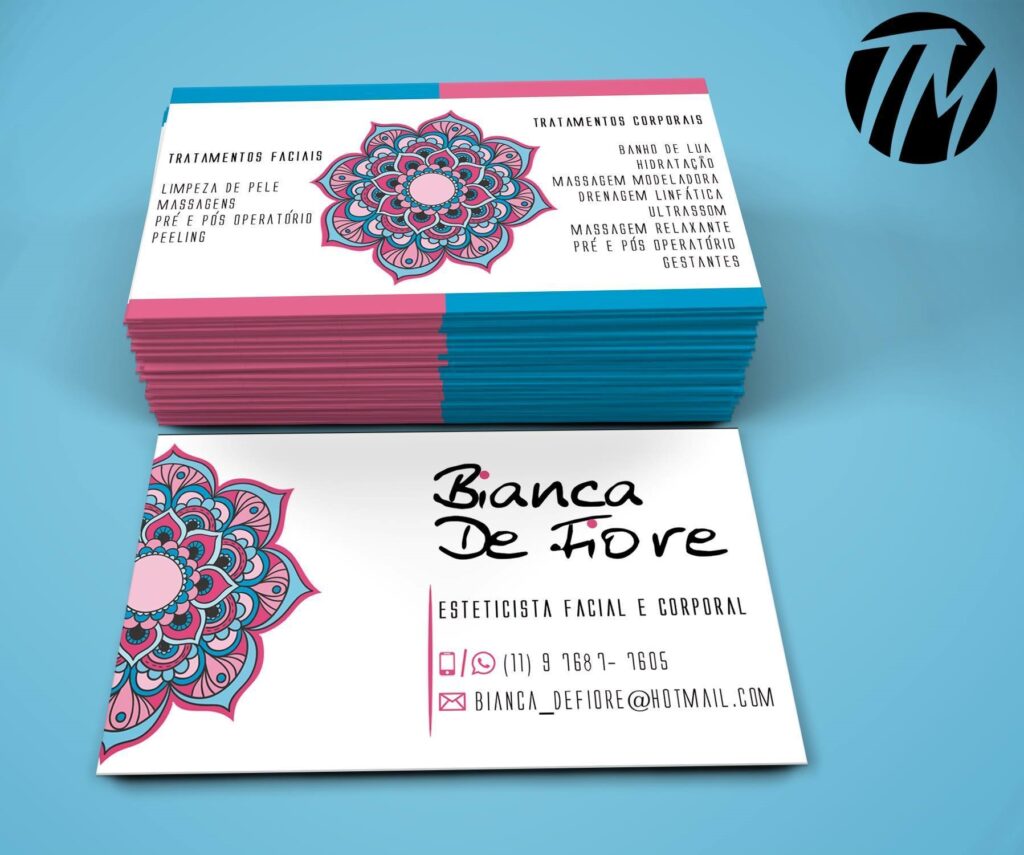 TM
TRATAMENTOS FACIAIS
LIMPEZA DE PELE
MASSAGENS
PRÉ E PÓS OPERATÓRIO
PEELING
TRATAMENTOS CORPORAIS
BANHO DE LUA
HIDRATAÇÃO
MASSAGEM MODELADORA
DRENAGEM LINFÁTICA
ULTRASSOM
MASSAGEM RELAXANTE
PRÉ E PÓS OPERATÓRIO
GESTANTES
Bianca
De Fiore
ESTETICISTA FACIAL E CORPORAL
(11) 9 7687- 7605
BIANCA_DEFIORE@HOTMAIL.COM